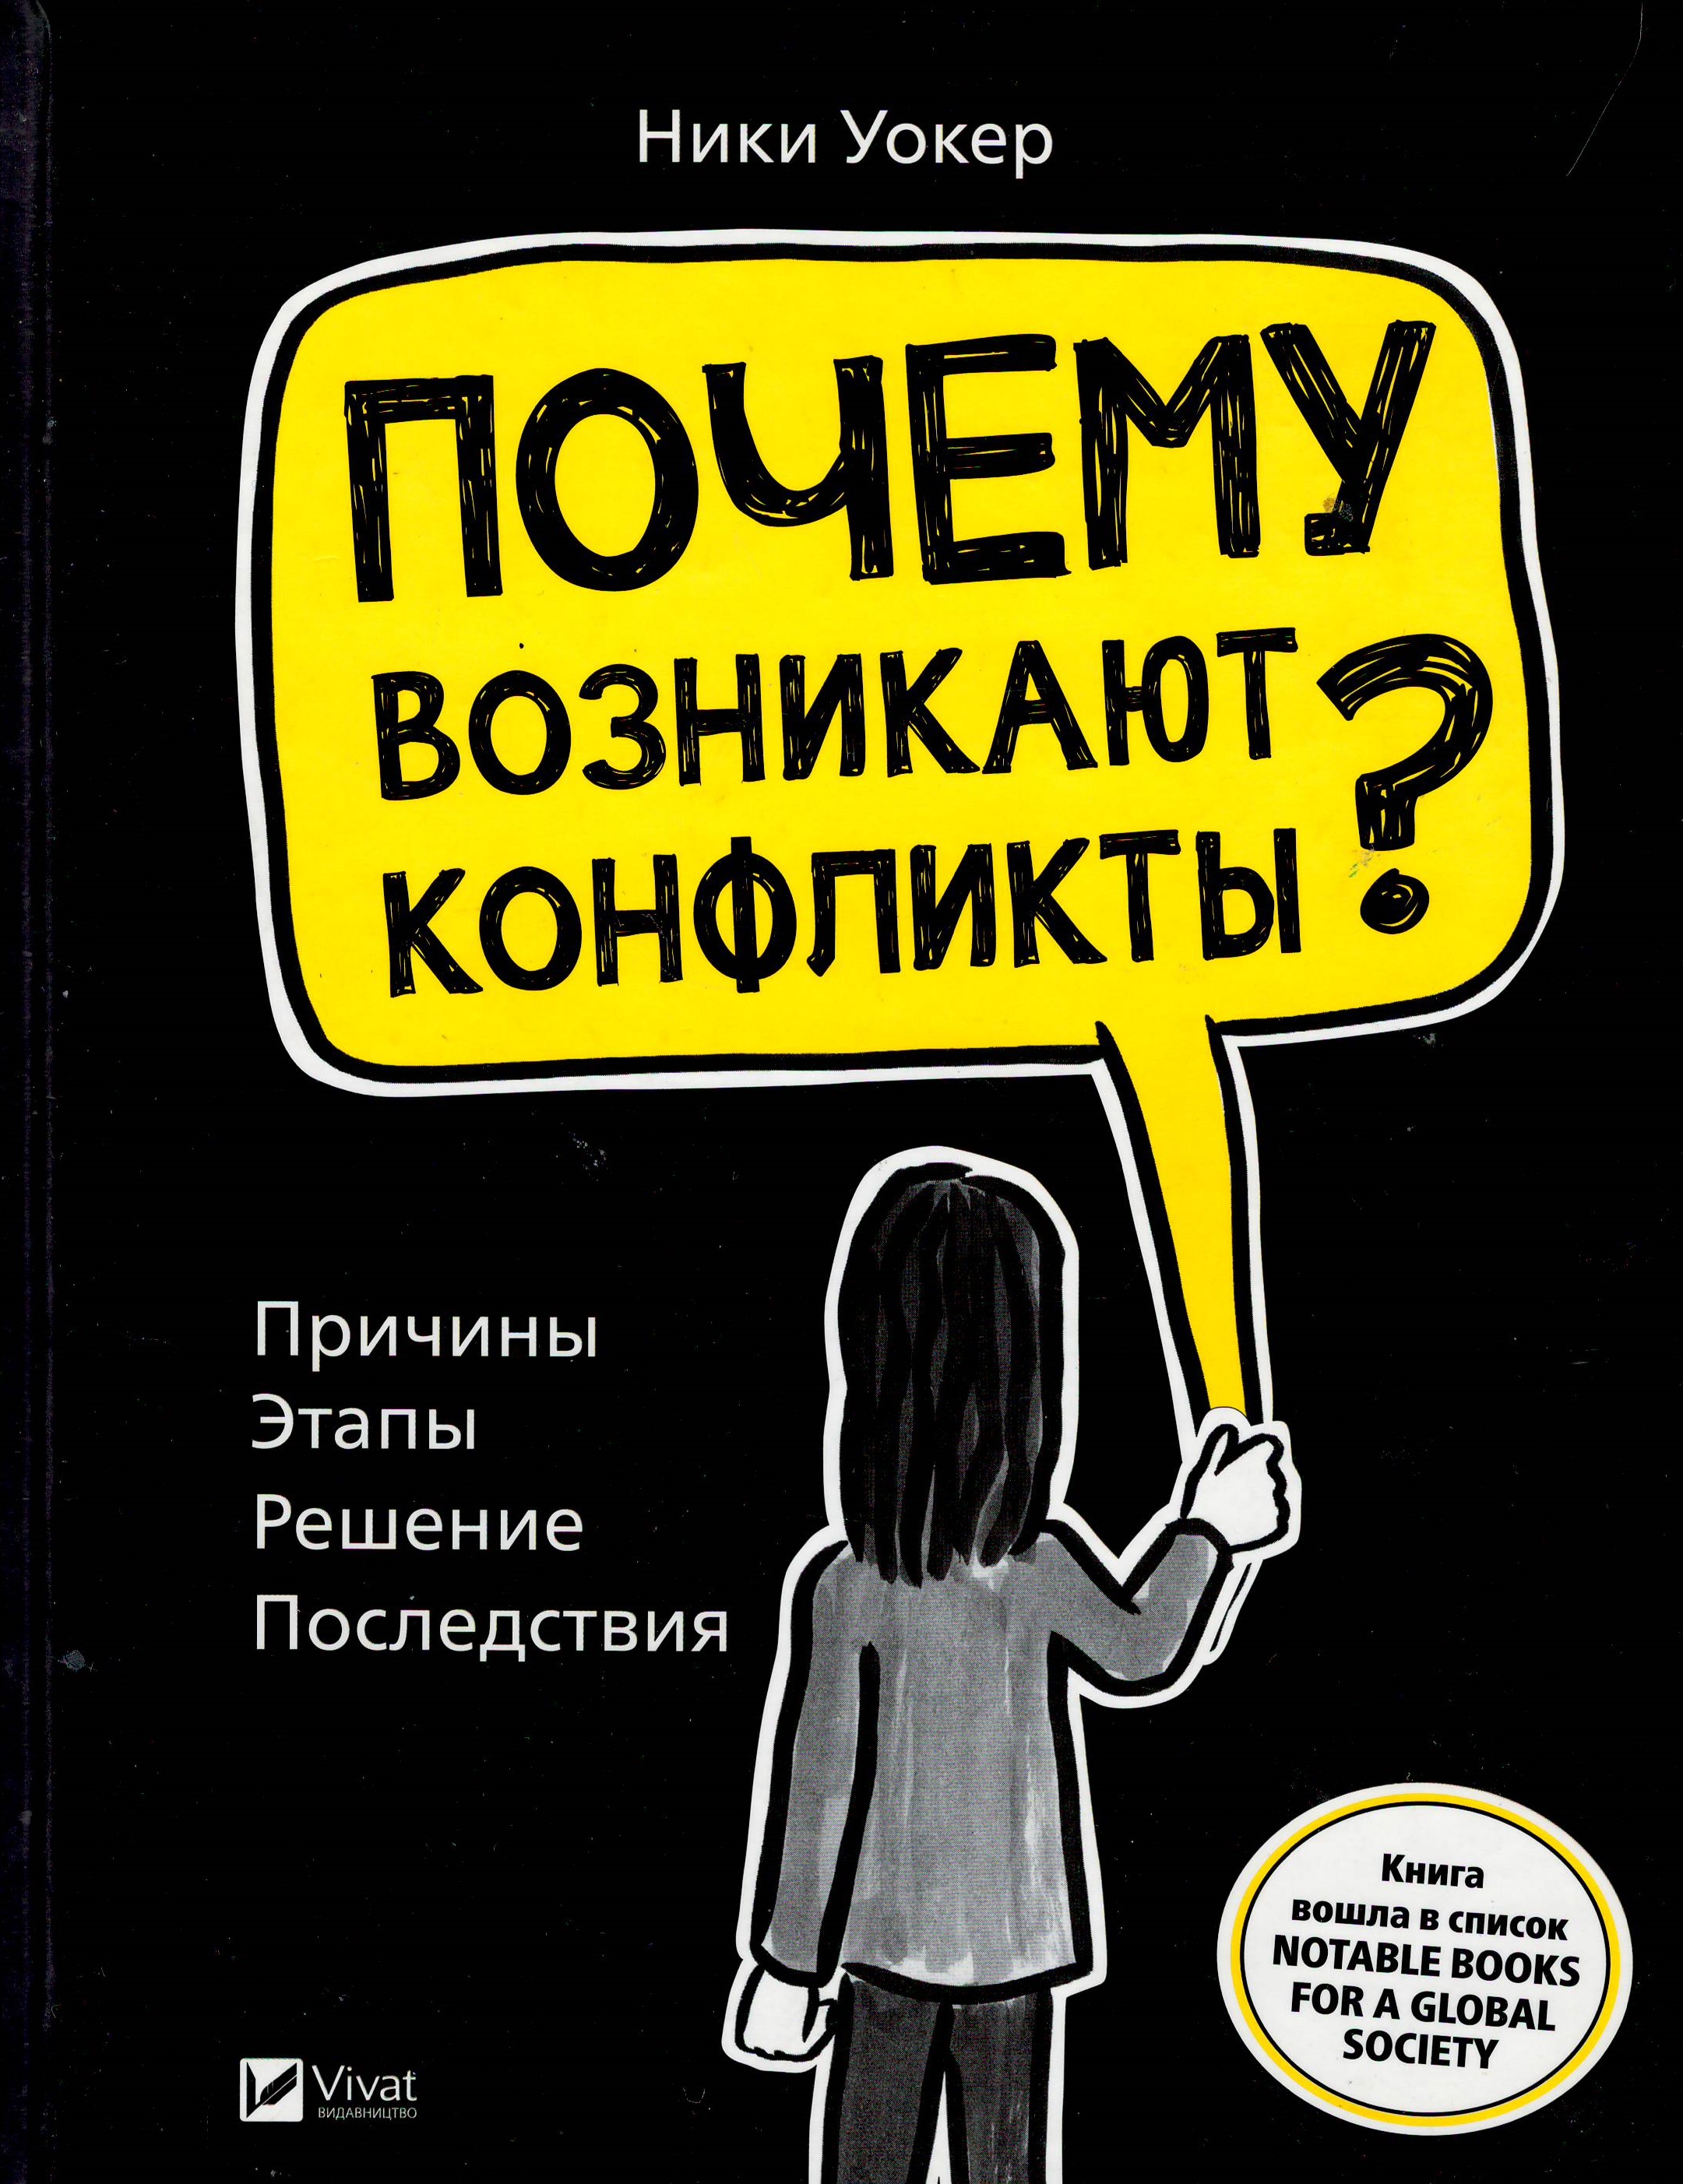 Ники Уокер
ПОЧЕМУ
ВОЗНИКАЮТ
КОНФЛИКТЫ?
Причины
Этапы
Решение
Последствия
Книга
вошла в список
NOTABLE BOOKS
FOR A GLOBAL
SOCIETY
Vivat
ВИДАВНИЦТВО